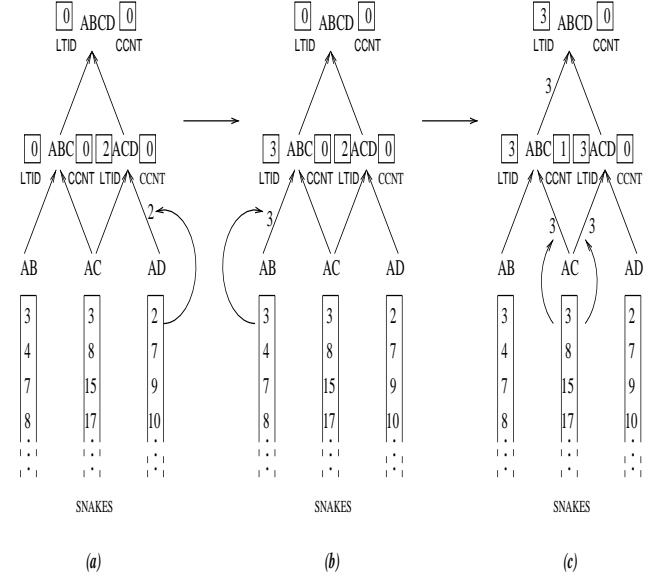 0 ABCD 0
LTID CCNT
0 ABC 0 2 ACD 0
LTID CCNT LTID CCNT
2
AB AC AD
3 3 2
4 8 7
7 15 9
8 17 10
SNAKES
(a)
0 ABCD 0
LTID CCNT
3 ABC 0 2 ACD 0
LTID CCNT LTID CCNT
3
AB AC AD
3 3 2
4 8 7
7 15 9
8 17 10
SNAKES
(b)
3 ABCD 0
LTID CCNT
3
3 ABC 1 3 ACD 0
LTID CCNT LTID CCNT
3 3
AB AC AD
3 3 2
4 8 7
7 15 9
8 17 10
SNAKES
(c)